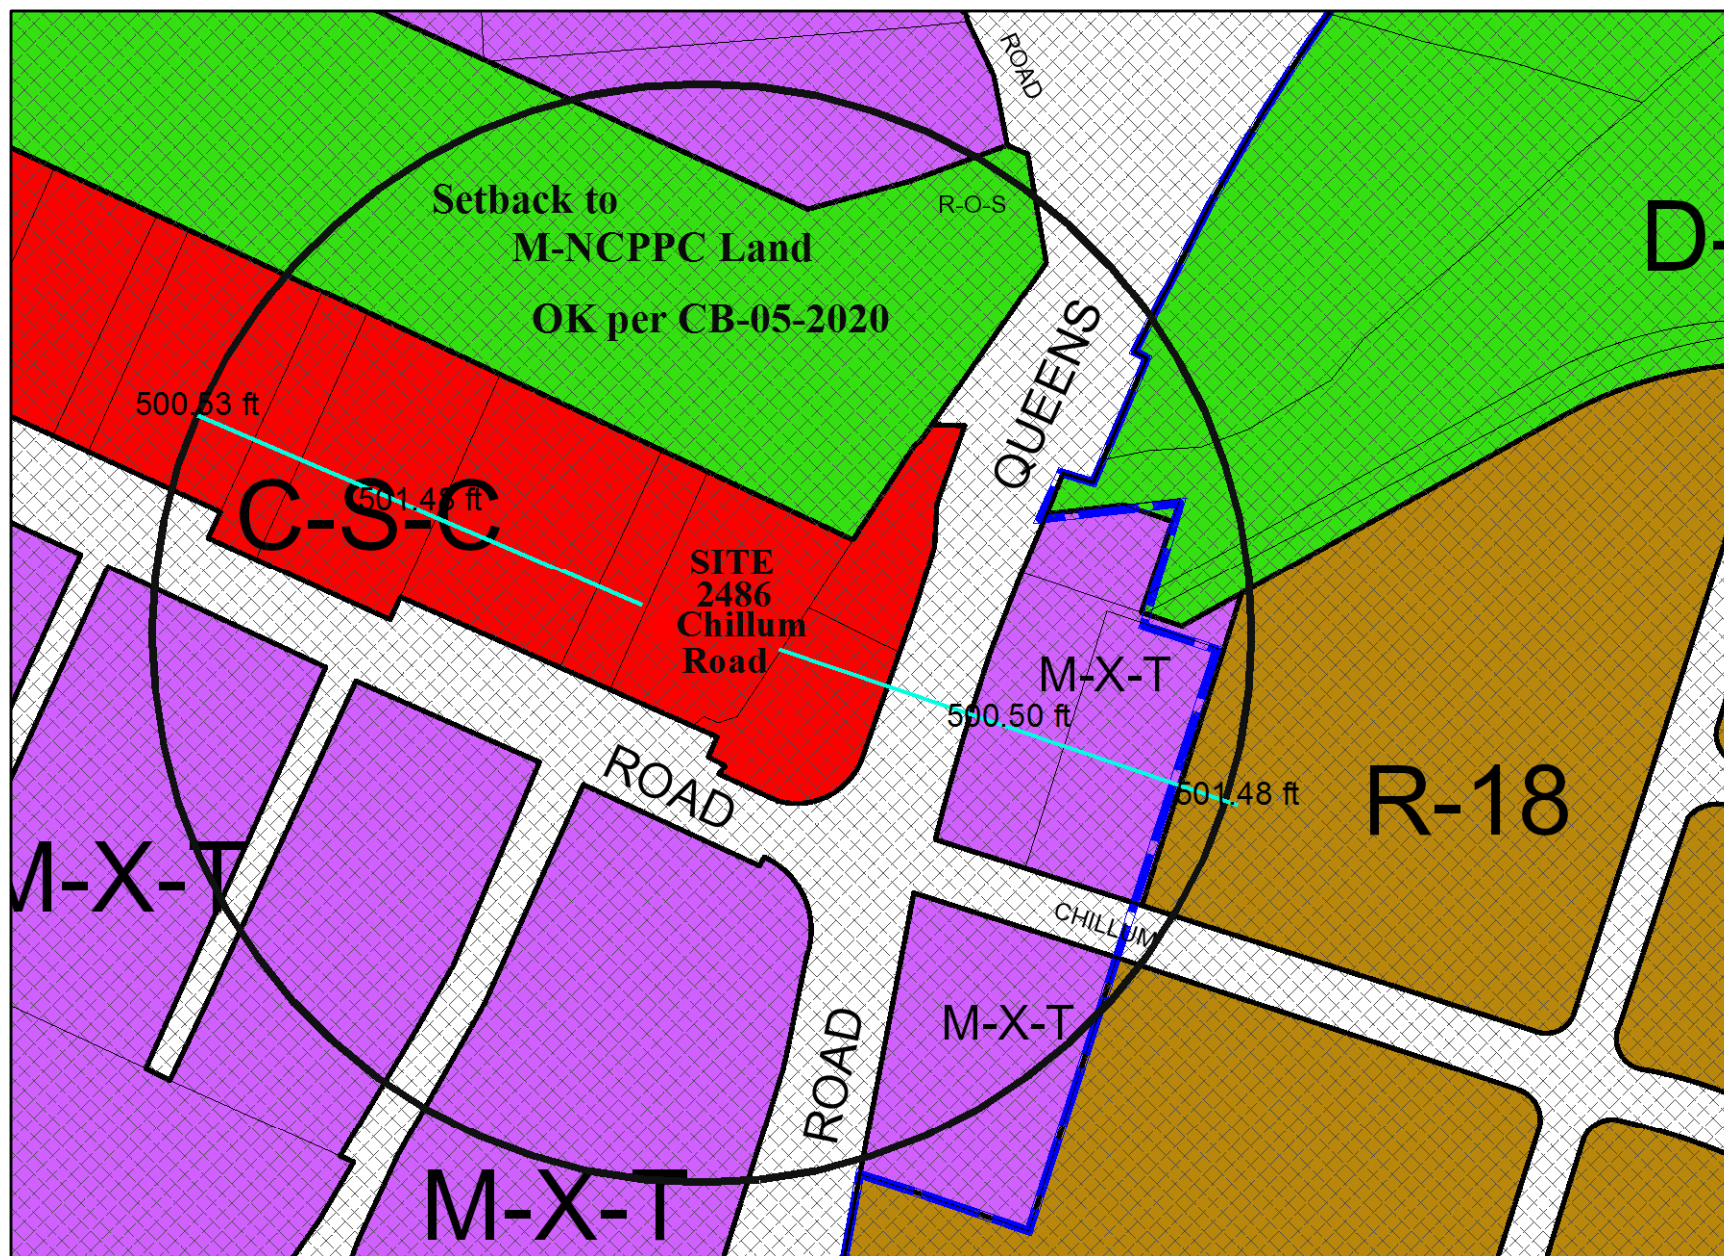 ROAD
Setback to
R-O-S
M-NCPPC Land
D-
OK per CB-05-2020
QUEENS
500.53 ft
501.48 ft
C-S-C
SITE
2486
Chillum
Road
M-X-T
500.50 ft
ROAD
501.48 ft
R-18
M-X-T
CHILLUM
M-X-T
ROAD
M-X-T